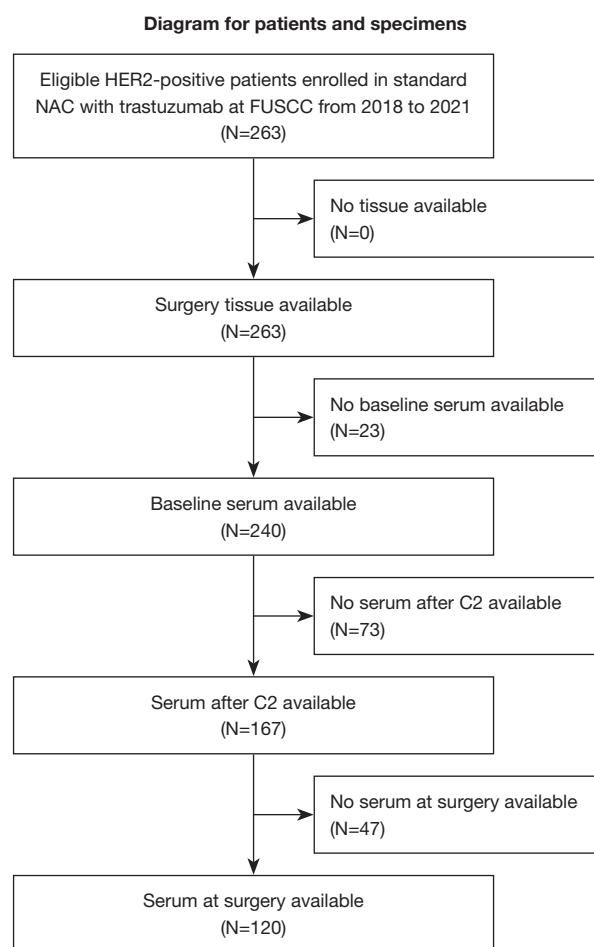 Diagram for patients and specimens
Eligible HER2-positive patients enrolled in standard
NAC with trastuzumab at FUSCC from 2018 to 2021
(N=263)
No tissue available
(N=0)
Surgery tissue available
(N=263)
No baseline serum available
(N=23)
Baseline serum available
(N=240)
No serum after C2 available
(N=73)
Serum after C2 available
(N=167)
No serum at surgery available
(N=47)
Serum at surgery available
(N=120)